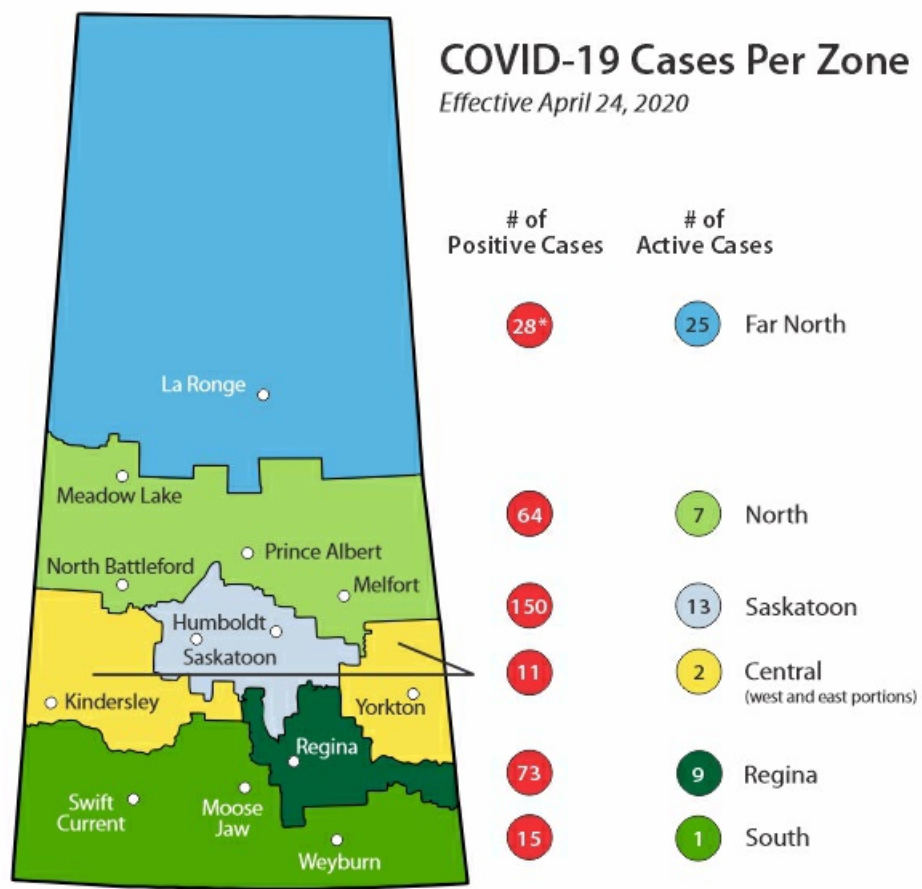 COVID-19 Cases Per Zone
Effective April 24, 2020
# of
Positive Cases
# of
Active Cases
28*
25
Far North
La Ronge
Meadow Lake
64
7
North
Prince Albert
North Battleford
Melfort
150
13
Saskatoon
Humboldt
Saskatoon
11
2
Central
(west and east portions)
Kindersley
Yorkton
Regina
73
9
Regina
Swift
Current
Moose
Jaw
15
1
South
Weyburn